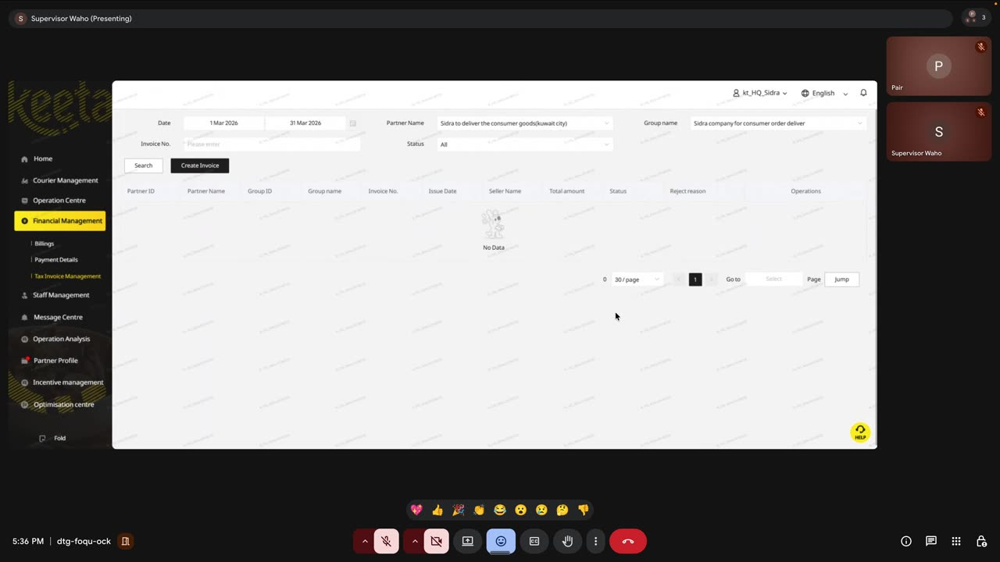 S Supervisor Waho (Presenting)
3
P
Pair
S
Supervisor Waho
keeta
kt_HQ_Sidra
English
Date
1 Mar 2026
31 Mar 2026
Partner Name
Sidra to deliver the consumer goods(kuwait city)
Group name
Sidra company for consumer order deliver
Invoice No.
Please enter
Status
All
Search
Create Invoice
Partner ID
Partner Name
Group ID
Group name
Invoice No.
Issue Date
Seller Name
Total amount
Status
Reject reason
Operations
No Data
0
30 / page
1
Go to
Select
Page
Jump
Home
Courier Management
Operation Centre
Financial Management
Billings
Payment Details
Tax Invoice Management
Staff Management
Message Centre
Operation Analysis
Partner Profile
Incentive management
Optimisation centre
Fold
HELP
5:36 PM | dtg-foqu-ock